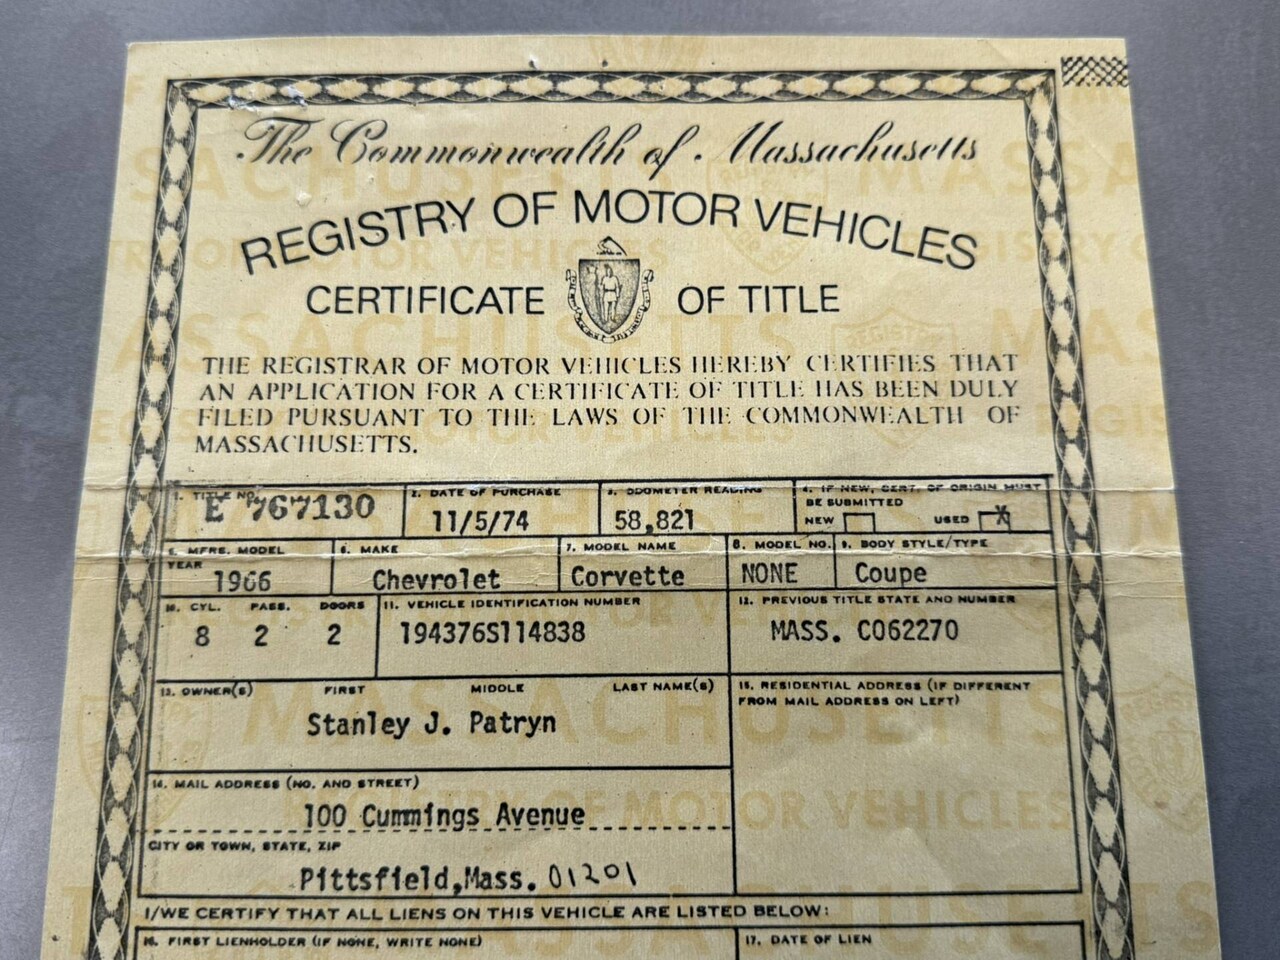 The Commonwealth of Massachusetts
REGISTRY OF MOTOR VEHICLES
CERTIFICATE OF TITLE
THE REGISTRAR OF MOTOR VEHICLES HEREBY CERTIFIES THAT
AN APPLICATION FOR A CERTIFICATE OF TITLE HAS BEEN DULY
FILED PURSUANT TO THE LAWS OF THE COMMONWEALTH OF
MASSACHUSETTS.
1. TITLE NO. 2. DATE OF PURCHASE 3. ODOMETER READING 4. IF NEW, CERT. OF ORIGIN MUST
BE SUBMITTED
E 767130 11/5/74 58,821 NEW USED X
5. MFRS. MODEL YEAR 6. MAKE 7. MODEL NAME 8. MODEL NO. 9. BODY STYLE/TYPE
1966 Chevrolet Corvette NONE Coupe
10. CYL. PASS. DOORS 11. VEHICLE IDENTIFICATION NUMBER 12. PREVIOUS TITLE STATE AND NUMBER
8 2 2 194376S114838 MASS. C062270
13. OWNER(S) FIRST MIDDLE LAST NAME(S) 15. RESIDENTIAL ADDRESS (IF DIFFERENT
FROM MAIL ADDRESS ON LEFT)
Stanley J. Patryn
14. MAIL ADDRESS (NO. AND STREET)
100 Cummings Avenue
CITY OR TOWN, STATE, ZIP
Pittsfield,Mass. 01201
I/WE CERTIFY THAT ALL LIENS ON THIS VEHICLE ARE LISTED BELOW:
16. FIRST LIENHOLDER (IF NONE, WRITE NONE) 17. DATE OF LIEN